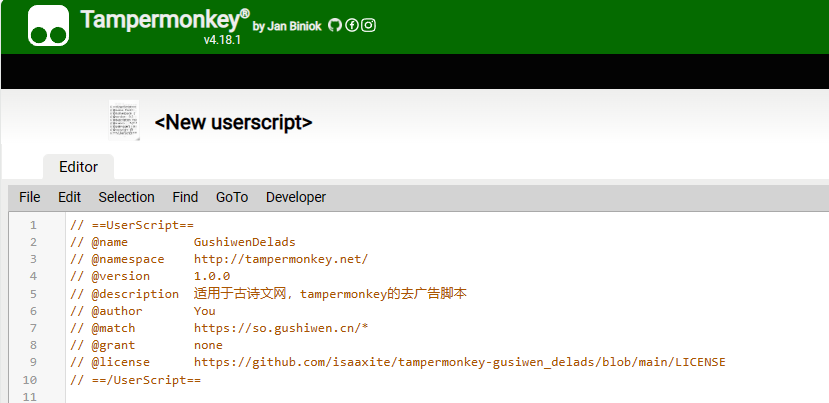 Tampermonkey® by Jan Biniok
v4.18.1
<New userscript>
Editor
File Edit Selection Find GoTo Developer
1 // ==UserScript==
2 // @name GushiwenDelads
3 // @namespace http://tampermonkey.net/
4 // @version 1.0.0
5 // @description 适用于古诗文网，tampermonkey的去广告脚本
6 // @author You
7 // @match https://so.gushiwen.cn/*
8 // @grant none
9 // @license https://github.com/isaaxite/tampermonkey-gusiwen_delads/blob/main/LICENSE
10 // ==/UserScript==
11